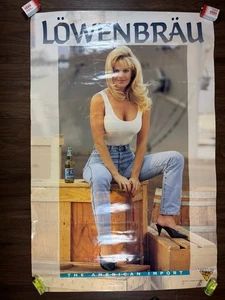 LÖWENBRÄU
THE AMERICAN IMPORT